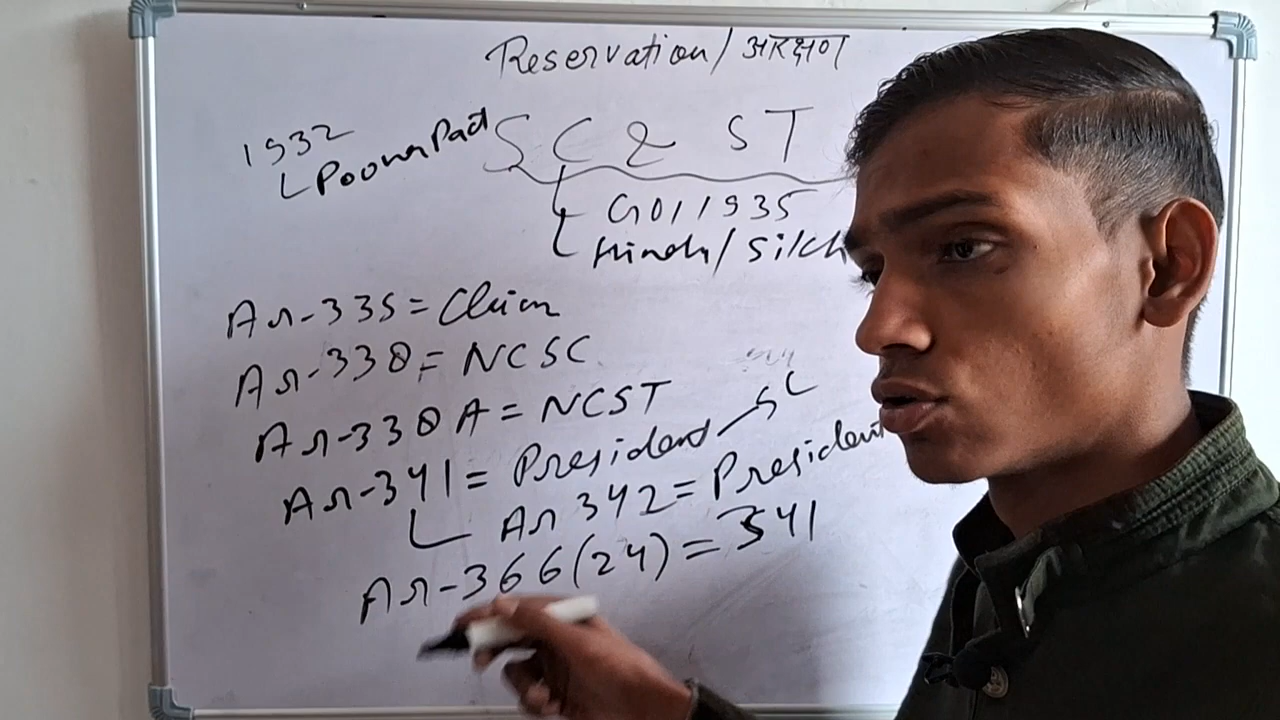 Reservation/आरक्षण
1932
Poona Pact
SC & ST
GOI 1935
Hindu/Sikh
Ar-335=Claim
Ar-338=NCSC
Ar-338A=NCST
Ar-341=President SC
Ar 342=President
Ar-366(24)=341